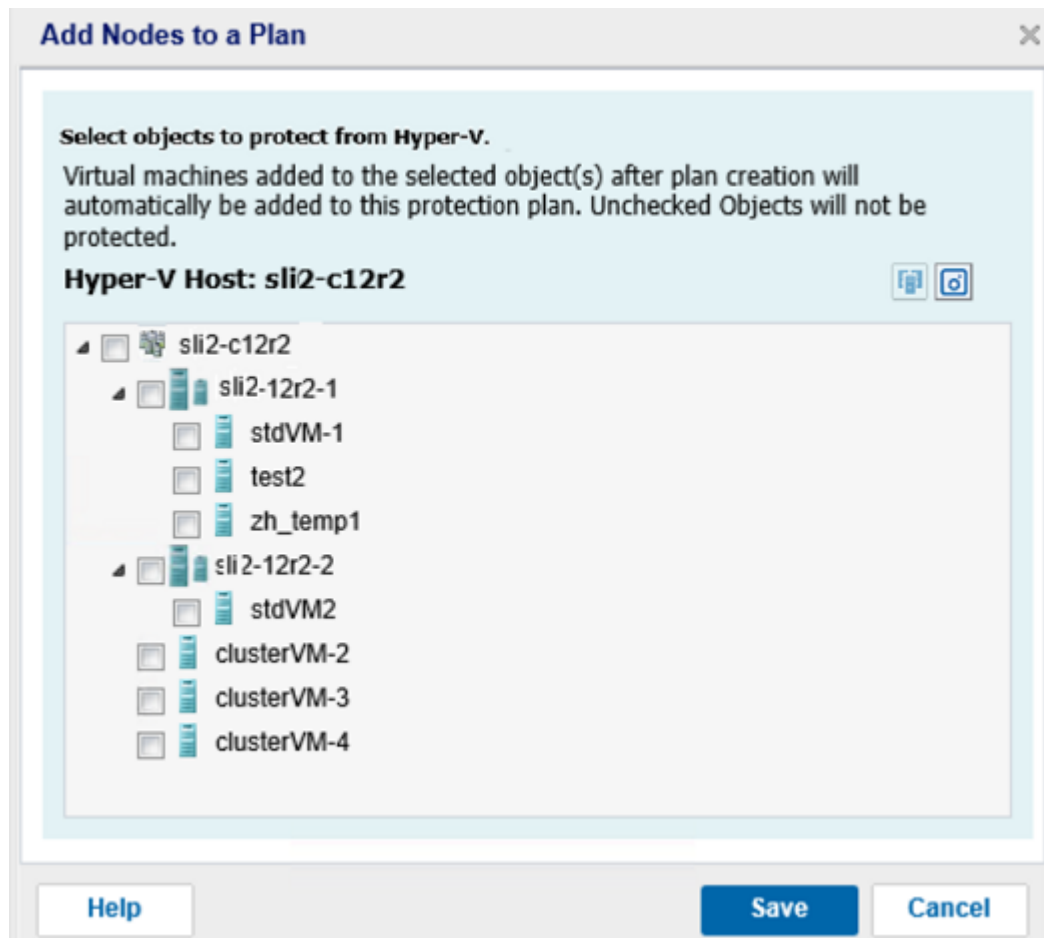 Add Nodes to a Plan
Select objects to protect from Hyper-V.
Virtual machines added to the selected object(s) after plan creation will
automatically be added to this protection plan. Unchecked Objects will not be
protected.
Hyper-V Host: sli2-c12r2
sli2-c12r2
sli2-12r2-1
stdVM-1
test2
zh_temp1
sli2-12r2-2
stdVM2
clusterVM-2
clusterVM-3
clusterVM-4
Help
Save
Cancel